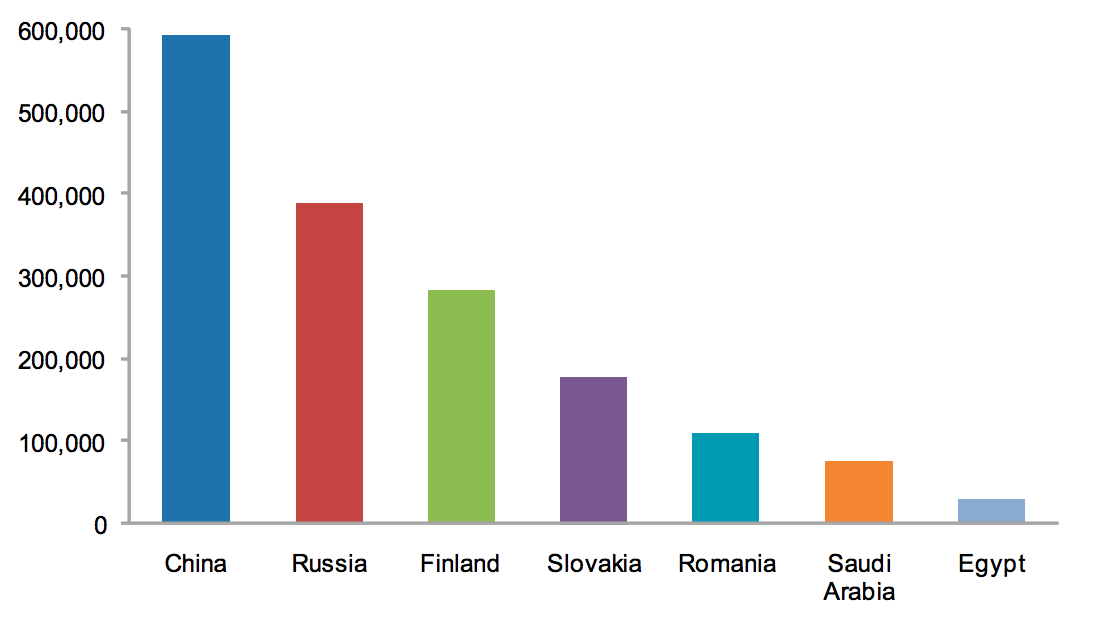 600,000
500,000
400,000
300,000
200,000
100,000
0
China
Russia
Finland
Slovakia
Romania
Saudi
Arabia
Egypt